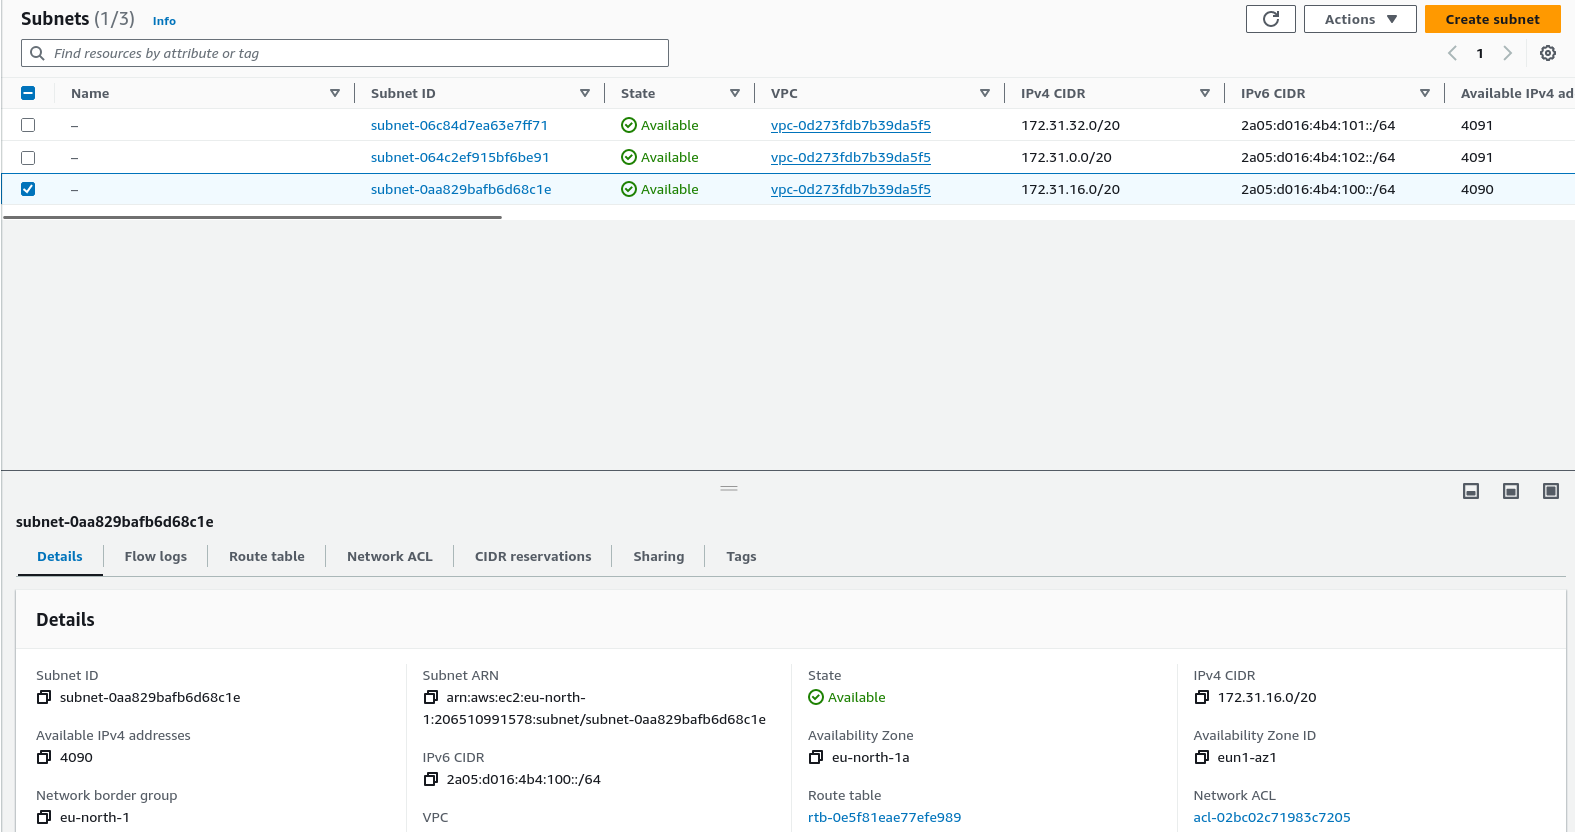 Subnets (1/3) Info
Actions Create subnet
Find resources by attribute or tag
1
Name Subnet ID State VPC IPv4 CIDR IPv6 CIDR Available IPv4 ad
– subnet-06c84d7ea63e7ff71 Available vpc-0d273fdb7b39da5f5 172.31.32.0/20 2a05:d016:4b4:101::/64 4091
– subnet-064c2ef915bf6be91 Available vpc-0d273fdb7b39da5f5 172.31.0.0/20 2a05:d016:4b4:102::/64 4091
– subnet-0aa829bafb6d68c1e Available vpc-0d273fdb7b39da5f5 172.31.16.0/20 2a05:d016:4b4:100::/64 4090
subnet-0aa829bafb6d68c1e
Details Flow logs Route table Network ACL CIDR reservations Sharing Tags
Details
Subnet ID
subnet-0aa829bafb6d68c1e
Available IPv4 addresses
4090
Network border group
eu-north-1
Subnet ARN
arn:aws:ec2:eu-north-
1:206510991578:subnet/subnet-0aa829bafb6d68c1e
IPv6 CIDR
2a05:d016:4b4:100::/64
VPC
State
Available
Availability Zone
eu-north-1a
Route table
rtb-0e5f81eae77efe989
IPv4 CIDR
172.31.16.0/20
Availability Zone ID
eun1-az1
Network ACL
acl-02bc02c71983c7205